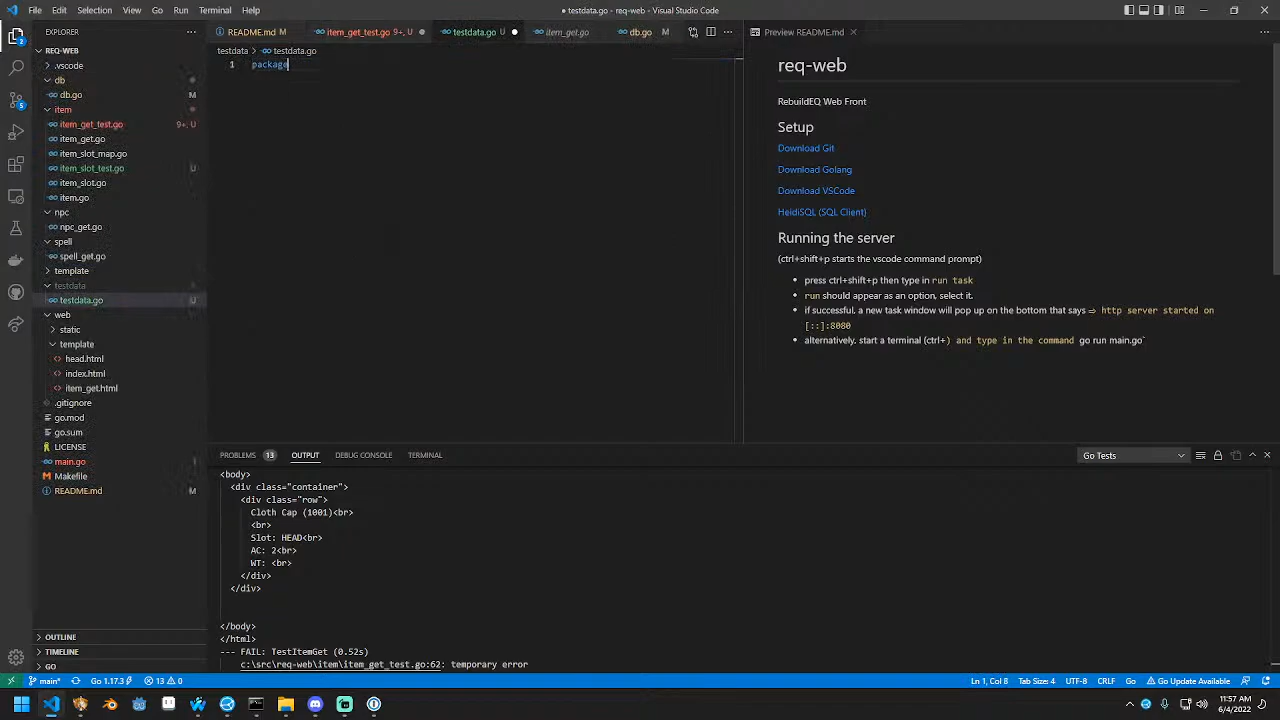 File Edit Selection View Go Run Terminal Help
● testdata.go - req-web - Visual Studio Code
EXPLORER
REQ-WEB
.vscode
db
db.go M
item
item_get_test.go 9+, U
item_get.go
item_slot_map.go
item_slot_test.go U
item_slot.go
item.go
npc
npc_get.go
spell
spell_get.go
template
testdata
testdata.go U
web
static
template
head.html
index.html
item_get.html
.gitignore
go.mod
go.sum
LICENSE
main.go
Makefile
README.md M
OUTLINE
TIMELINE
GO
README.md M
item_get_test.go 9+, U
testdata.go U
item_get.go
db.go M
testdata > testdata.go
1 package
Preview README.md
req-web
RebuildEQ Web Front
Setup
Download Git
Download Golang
Download VSCode
HeidiSQL (SQL Client)
Running the server
(ctrl+shift+p starts the vscode command prompt)
• press ctrl+shift+p then type in run task
• run should appear as an option, select it.
• if successful, a new task window will pop up on the bottom that says ⇨ http server started on
[::]:8080
• alternatively, start a terminal (ctrl+) and type in the command go run main.go`
PROBLEMS 13 OUTPUT DEBUG CONSOLE TERMINAL
Go Tests
<body>
<div class="container">
<div class="row">
Cloth Cap (1001)<br>
<br>
Slot: HEAD<br>
AC: 2<br>
WT: <br>
</div>
</div>
</body>
</html>
--- FAIL: TestItemGet (0.52s)
c:\src\req-web\item\item_get_test.go:62: temporary error
main* Go 1.17.3 13 0
Ln 1, Col 8 Tab Size: 4 UTF-8 CRLF Go Go Update Available
11:57 AM
6/4/2022